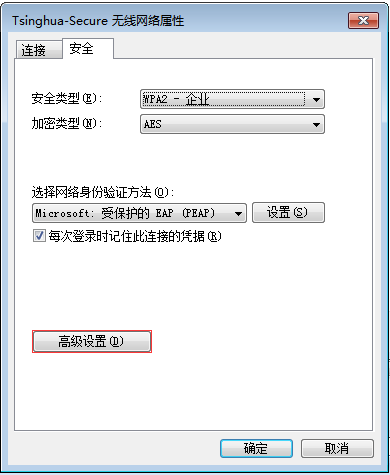 Tsinghua-Secure 无线网络属性
连接 安全
安全类型(E): WPA2 - 企业
加密类型(N): AES
选择网络身份验证方法(O):
Microsoft: 受保护的 EAP (PEAP) 设置(S)
每次登录时记住此连接的凭据(R)
高级设置(D)
确定 取消